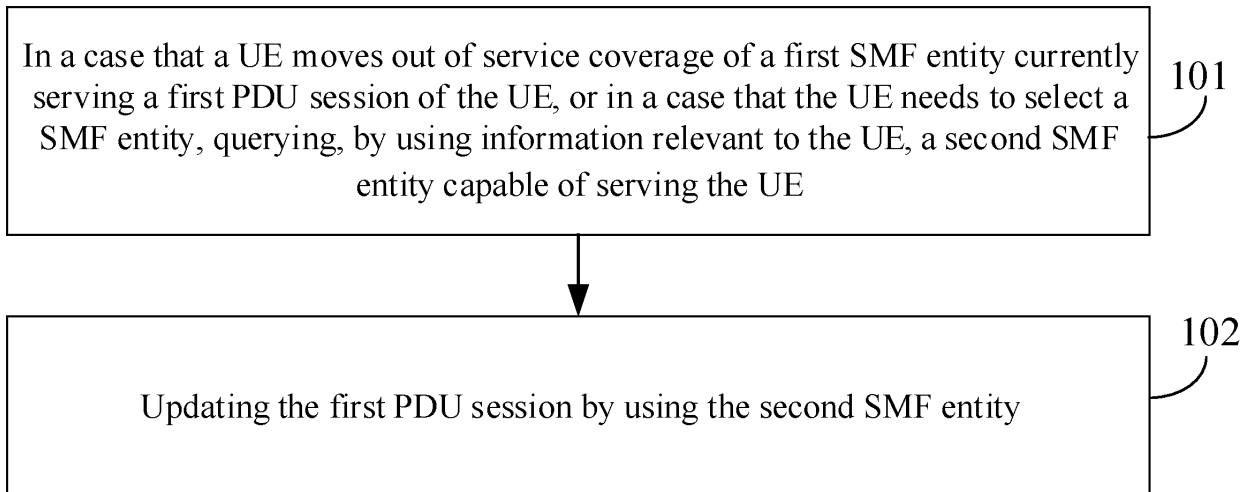 In a case that a UE moves out of service coverage of a first SMF entity currently
serving a first PDU session of the UE, or in a case that the UE needs to select a
SMF entity, querying, by using information relevant to the UE, a second SMF
entity capable of serving the UE
101
Updating the first PDU session by using the second SMF entity
102